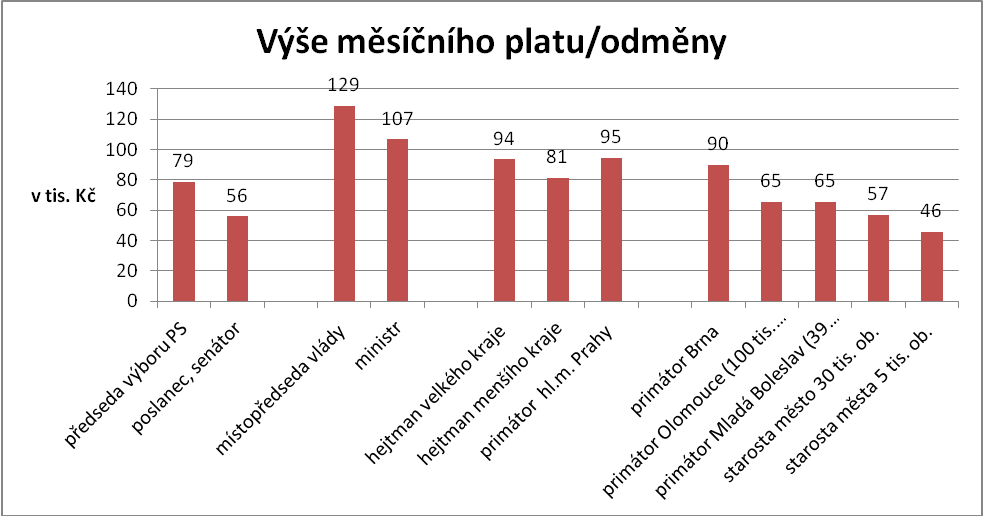 Výše měsíčního platu/odměny
v tis. Kč
140
120
100
80
60
40
20
0
79
56
129
107
94
81
95
90
65
65
57
46
předseda výboru PS
poslanec, senátor
místopředseda vlády
ministr
hejtman velkého kraje
hejtman menšího kraje
primátor hl.m. Prahy
primátor Brna
primátor Olomouce (100 tis.…
primátor Mladá Boleslav (39…
starosta město 30 tis. ob.
starosta města 5 tis. ob.